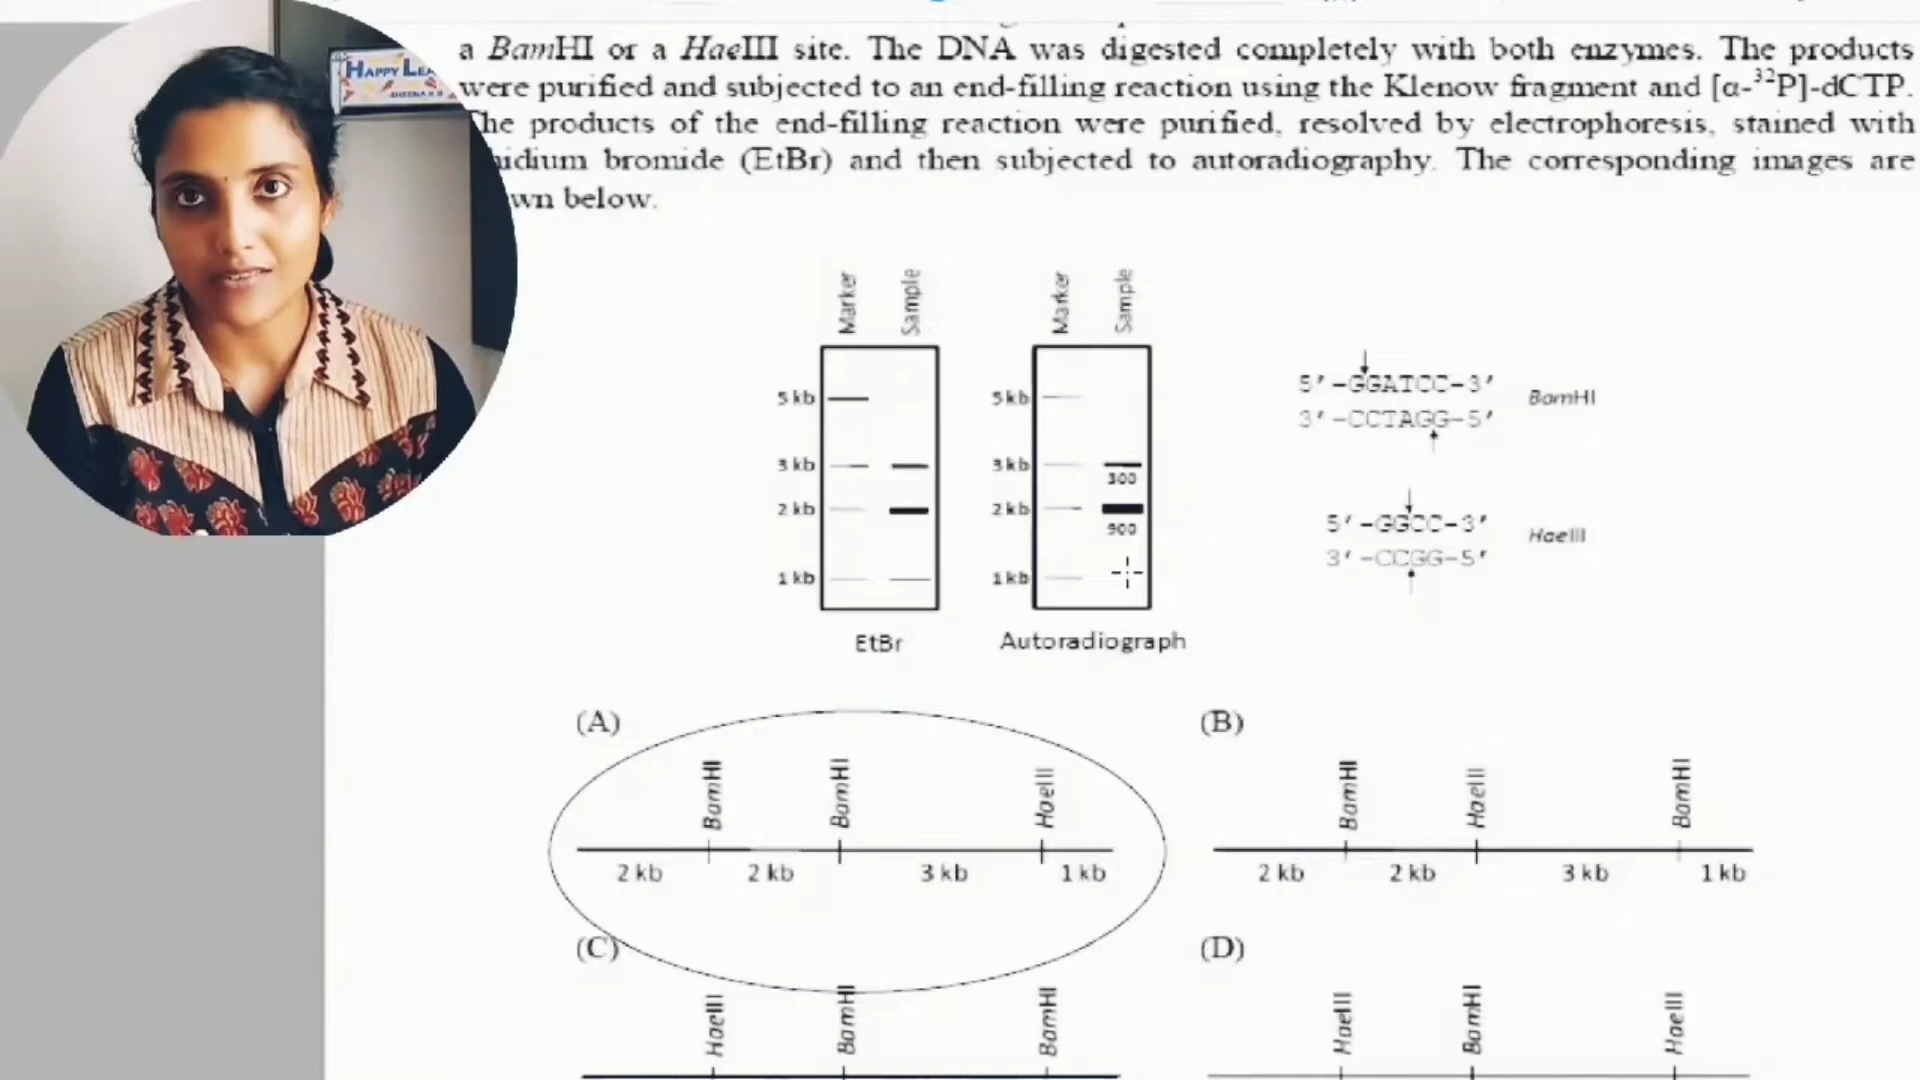 a BamHI or a HaeIII site. The DNA was digested completely with both enzymes. The products
were purified and subjected to an end-filling reaction using the Klenow fragment and [α-³²P]-dCTP.
The products of the end-filling reaction were purified, resolved by electrophoresis, stained with
hidium bromide (EtBr) and then subjected to autoradiography. The corresponding images are
wn below.
HAPPY LEA
Marker Sample Marker Sample
5 kb 5 kb
3 kb 3 kb 300
2 kb 2 kb 900
1 kb 1 kb
EtBr Autoradiograph
5' -GGATCC-3' BamHI
3' -CCTAGG-5'
5' -GGCC-3' HaeIII
3' -CCGG-5'
(A)
BamHI BamHI HaeIII
2 kb 2 kb 3 kb 1 kb
(B)
BamHI HaeIII BamHI
2 kb 2 kb 3 kb 1 kb
(C)
HaeIII BamHI BamHI
(D)
HaeIII BamHI HaeIII